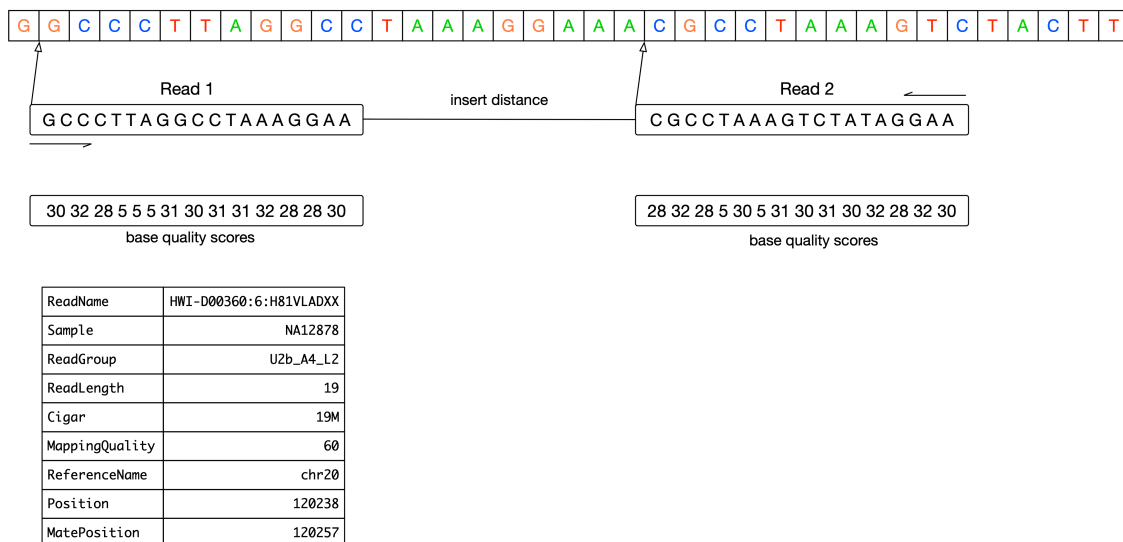 G G C C C T T A G G C C T A A A G G A A A C G C C T A A A G T C T A C T T
Read 1
Read 2
insert distance
G C C C T T A G G C C T A A A G G A A
C G C C T A A A G T C T A T A G G A A
30 32 28 5 5 5 31 30 31 31 32 28 28 30
28 32 28 5 30 5 31 30 31 30 32 28 32 30
base quality scores
base quality scores
ReadName HWI-D00360:6:H81VLADXX
Sample NA12878
ReadGroup U2b_A4_L2
ReadLength 19
Cigar 19M
MappingQuality 60
ReferenceName chr20
Position 120238
MatePosition 120257